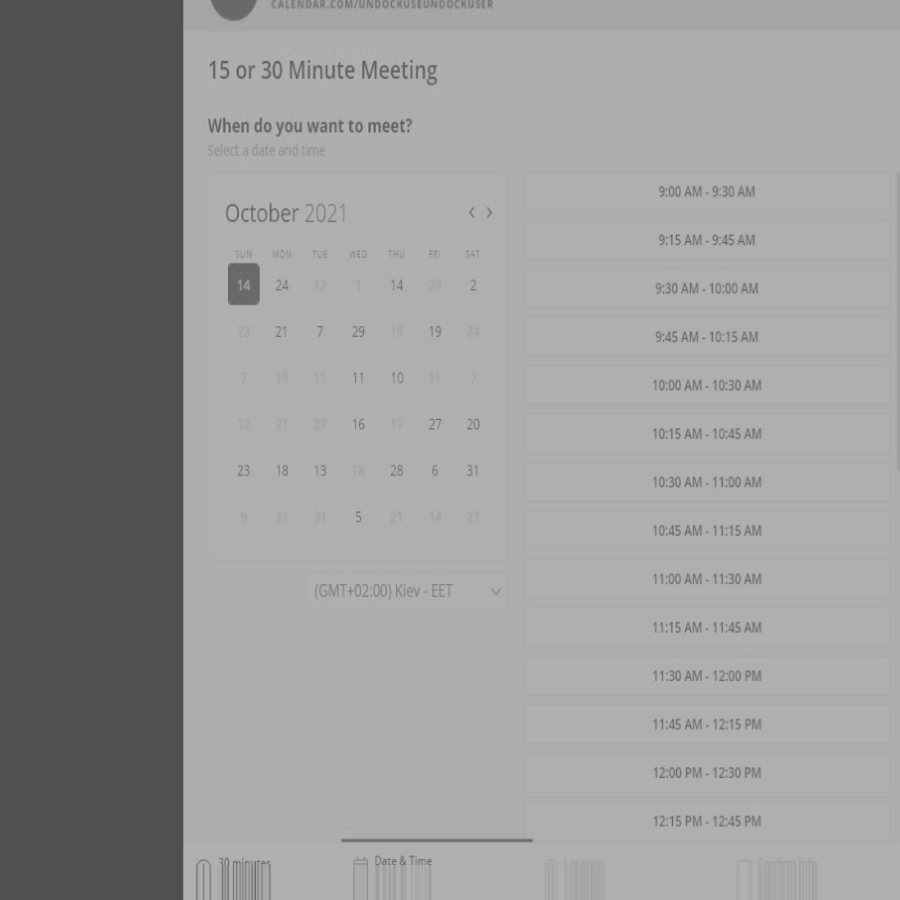 CALENDAR.COM/UNDOCKUSEUNDOCKUSER
15 or 30 Minute Meeting
When do you want to meet?
Select a date and time
October 2021
SUN MON TUE WED THU FRI SAT
14 24 12 1 14 29 2
23 21 7 29 19 19 24
7 19 11 11 10 11 7
12 21 27 16 17 27 20
23 18 13 18 28 6 31
9 31 31 5 21 14 27
(GMT+02:00) Kiev - EET
9:00 AM - 9:30 AM
9:15 AM - 9:45 AM
9:30 AM - 10:00 AM
9:45 AM - 10:15 AM
10:00 AM - 10:30 AM
10:15 AM - 10:45 AM
10:30 AM - 11:00 AM
10:45 AM - 11:15 AM
11:00 AM - 11:30 AM
11:15 AM - 11:45 AM
11:30 AM - 12:00 PM
11:45 AM - 12:15 PM
12:00 PM - 12:30 PM
12:15 PM - 12:45 PM
30 minutes Date & Time Location Confirm Info